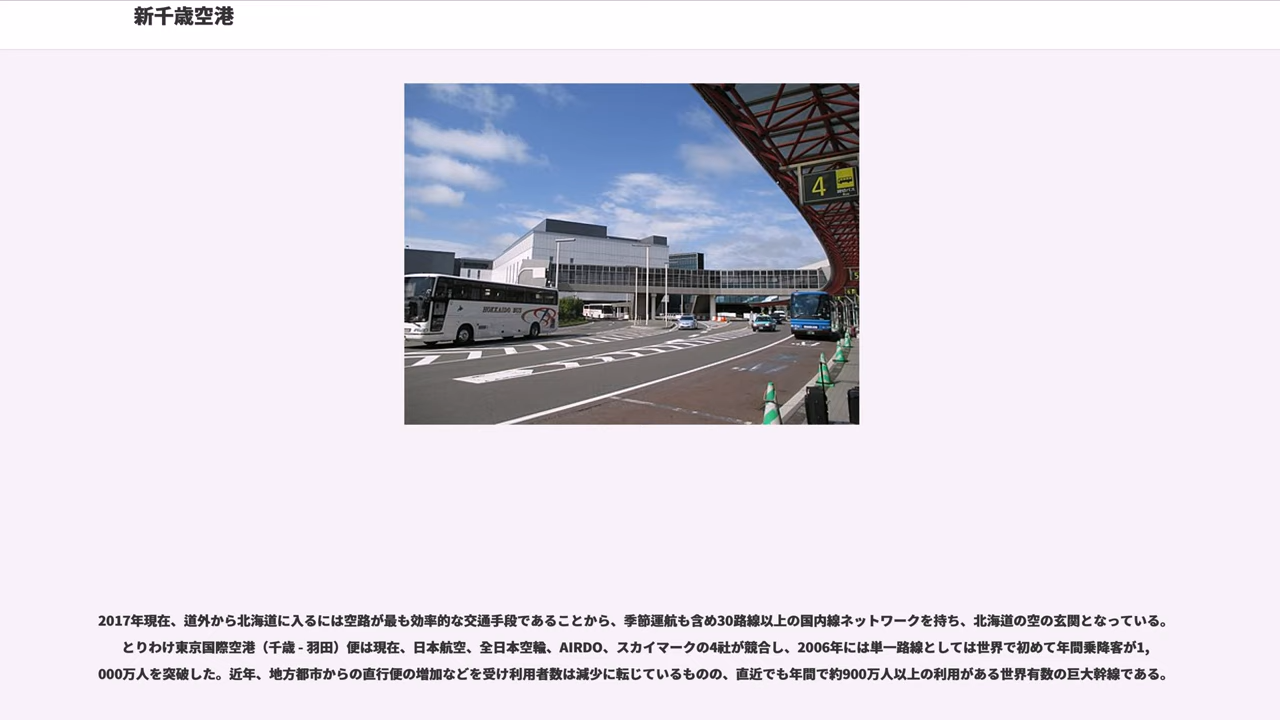 新千歳空港
4
HOKKAIDO BUS
2017年現在、道外から北海道に入るには空路が最も効率的な交通手段であることから、季節運航も含め30路線以上の国内線ネットワークを持ち、北海道の空の玄関となっている。
とりわけ東京国際空港（千歳 - 羽田）便は現在、日本航空、全日本空輸、AIRDO、スカイマークの4社が競合し、2006年には単一路線としては世界で初めて年間乗降客が1,
000万人を突破した。近年、地方都市からの直行便の増加などを受け利用者数は減少に転じているものの、直近でも年間で約900万人以上の利用がある世界有数の巨大幹線である。